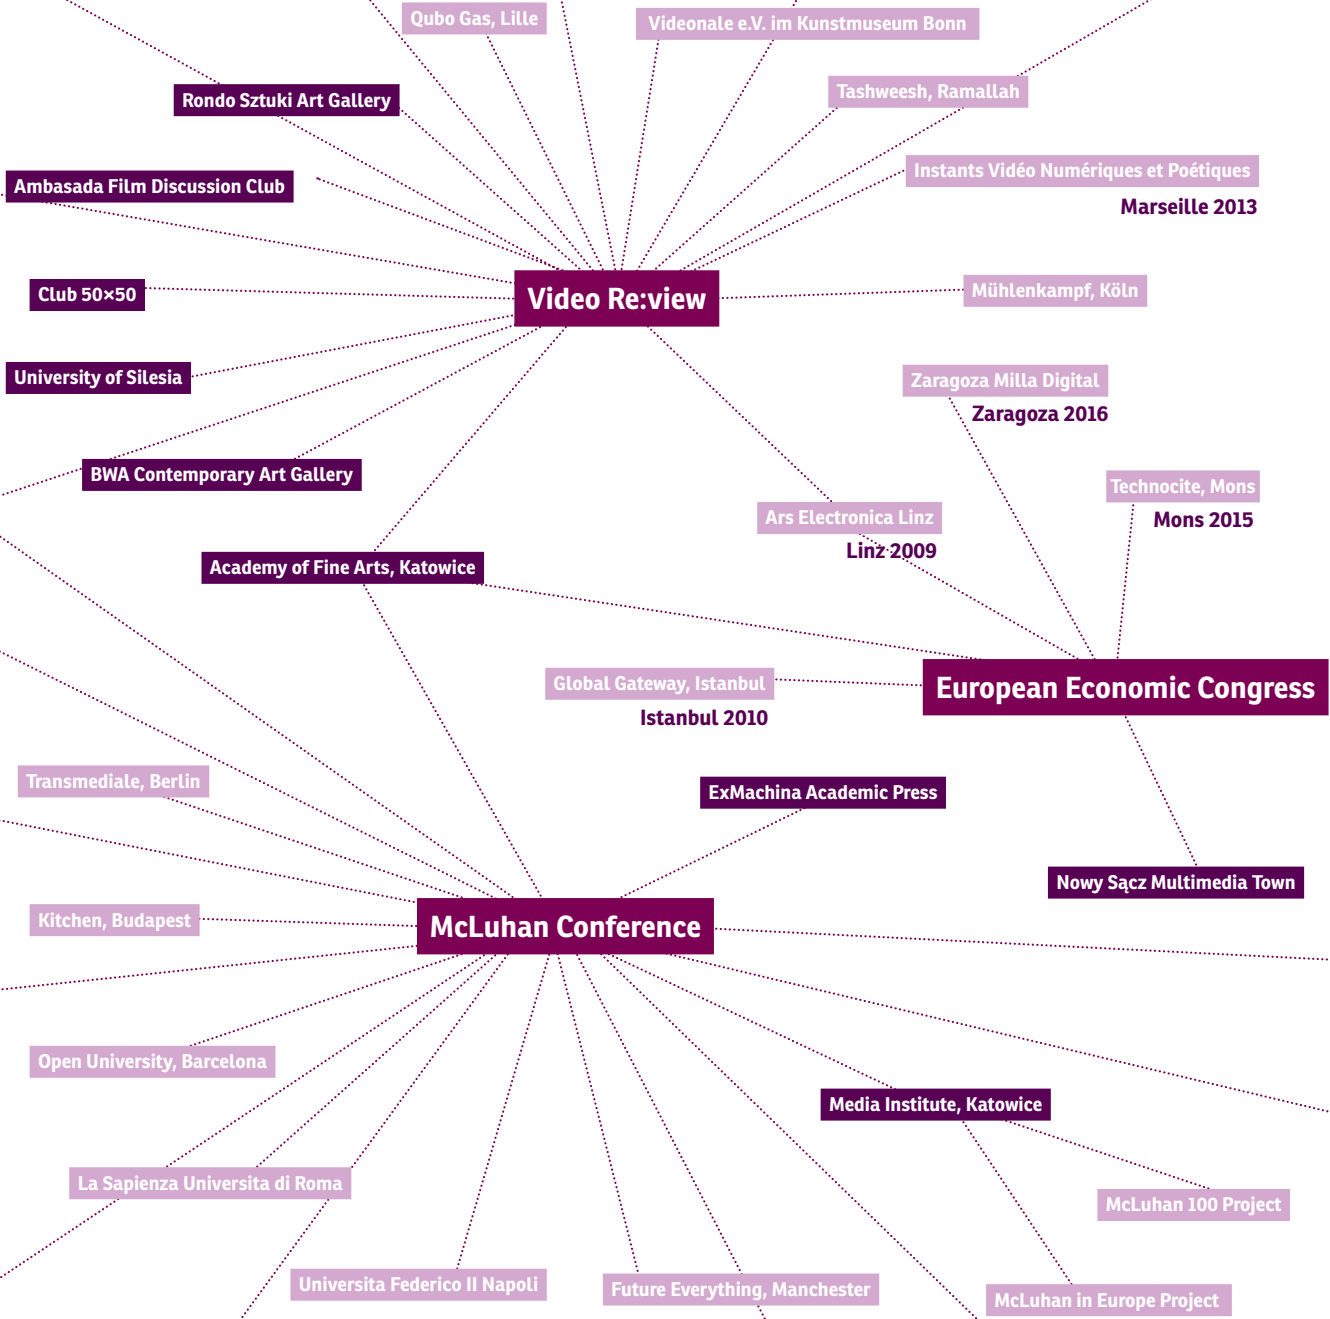 Qubo Gas, Lille
Videonale e.V. im Kunstmuseum Bonn
Rondo Sztuki Art Gallery
Tashweesh, Ramallah
Ambasada Film Discussion Club
Instants Vidéo Numériques et Poétiques
Marseille 2013
Club 50×50
Video Re:view
Mühlenkampf, Köln
University of Silesia
Zaragoza Milla Digital
Zaragoza 2016
BWA Contemporary Art Gallery
Technocite, Mons
Mons 2015
Ars Electronica Linz
Linz 2009
Academy of Fine Arts, Katowice
Global Gateway, Istanbul
Istanbul 2010
European Economic Congress
Transmediale, Berlin
ExMachina Academic Press
Nowy Sącz Multimedia Town
Kitchen, Budapest
McLuhan Conference
Open University, Barcelona
Media Institute, Katowice
La Sapienza Universita di Roma
McLuhan 100 Project
Universita Federico II Napoli
Future Everything, Manchester
McLuhan in Europe Project